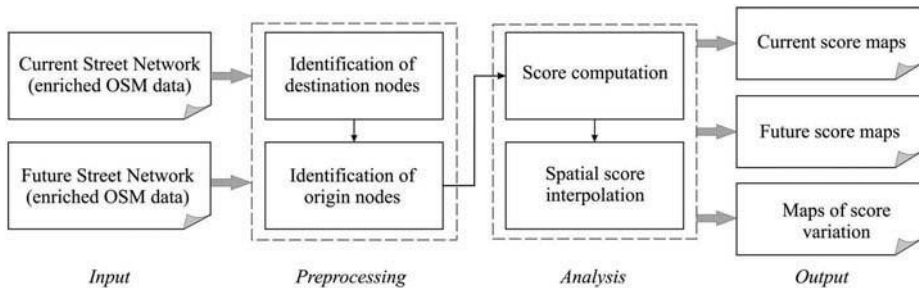 Current Street Network
(enriched OSM data)
Future Street Network
(enriched OSM data)
Input
Identification of
destination nodes
Identification of
origin nodes
Preprocessing
Score computation
Spatial score
interpolation
Analysis
Current score maps
Future score maps
Maps of score
variation
Output